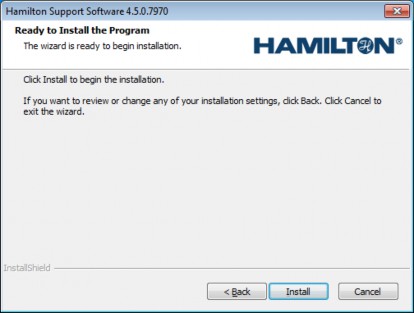 Hamilton Support Software 4.5.0.7970
Ready to Install the Program
The wizard is ready to begin installation.
HAMILTON®
Click Install to begin the installation.
If you want to review or change any of your installation settings, click Back. Click Cancel to
exit the wizard.
InstallShield
< Back Install Cancel